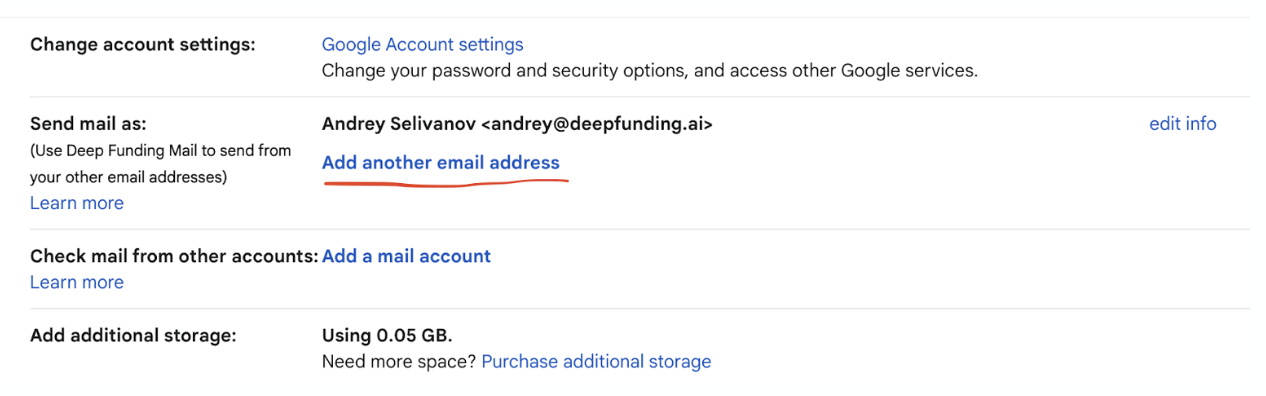 Change account settings:
Google Account settings
Change your password and security options, and access other Google services.
Send mail as:
(Use Deep Funding Mail to send from
your other email addresses)
Learn more
Andrey Selivanov <andrey@deepfunding.ai>
edit info
Add another email address
Check mail from other accounts:
Add a mail account
Learn more
Add additional storage:
Using 0.05 GB.
Need more space? Purchase additional storage